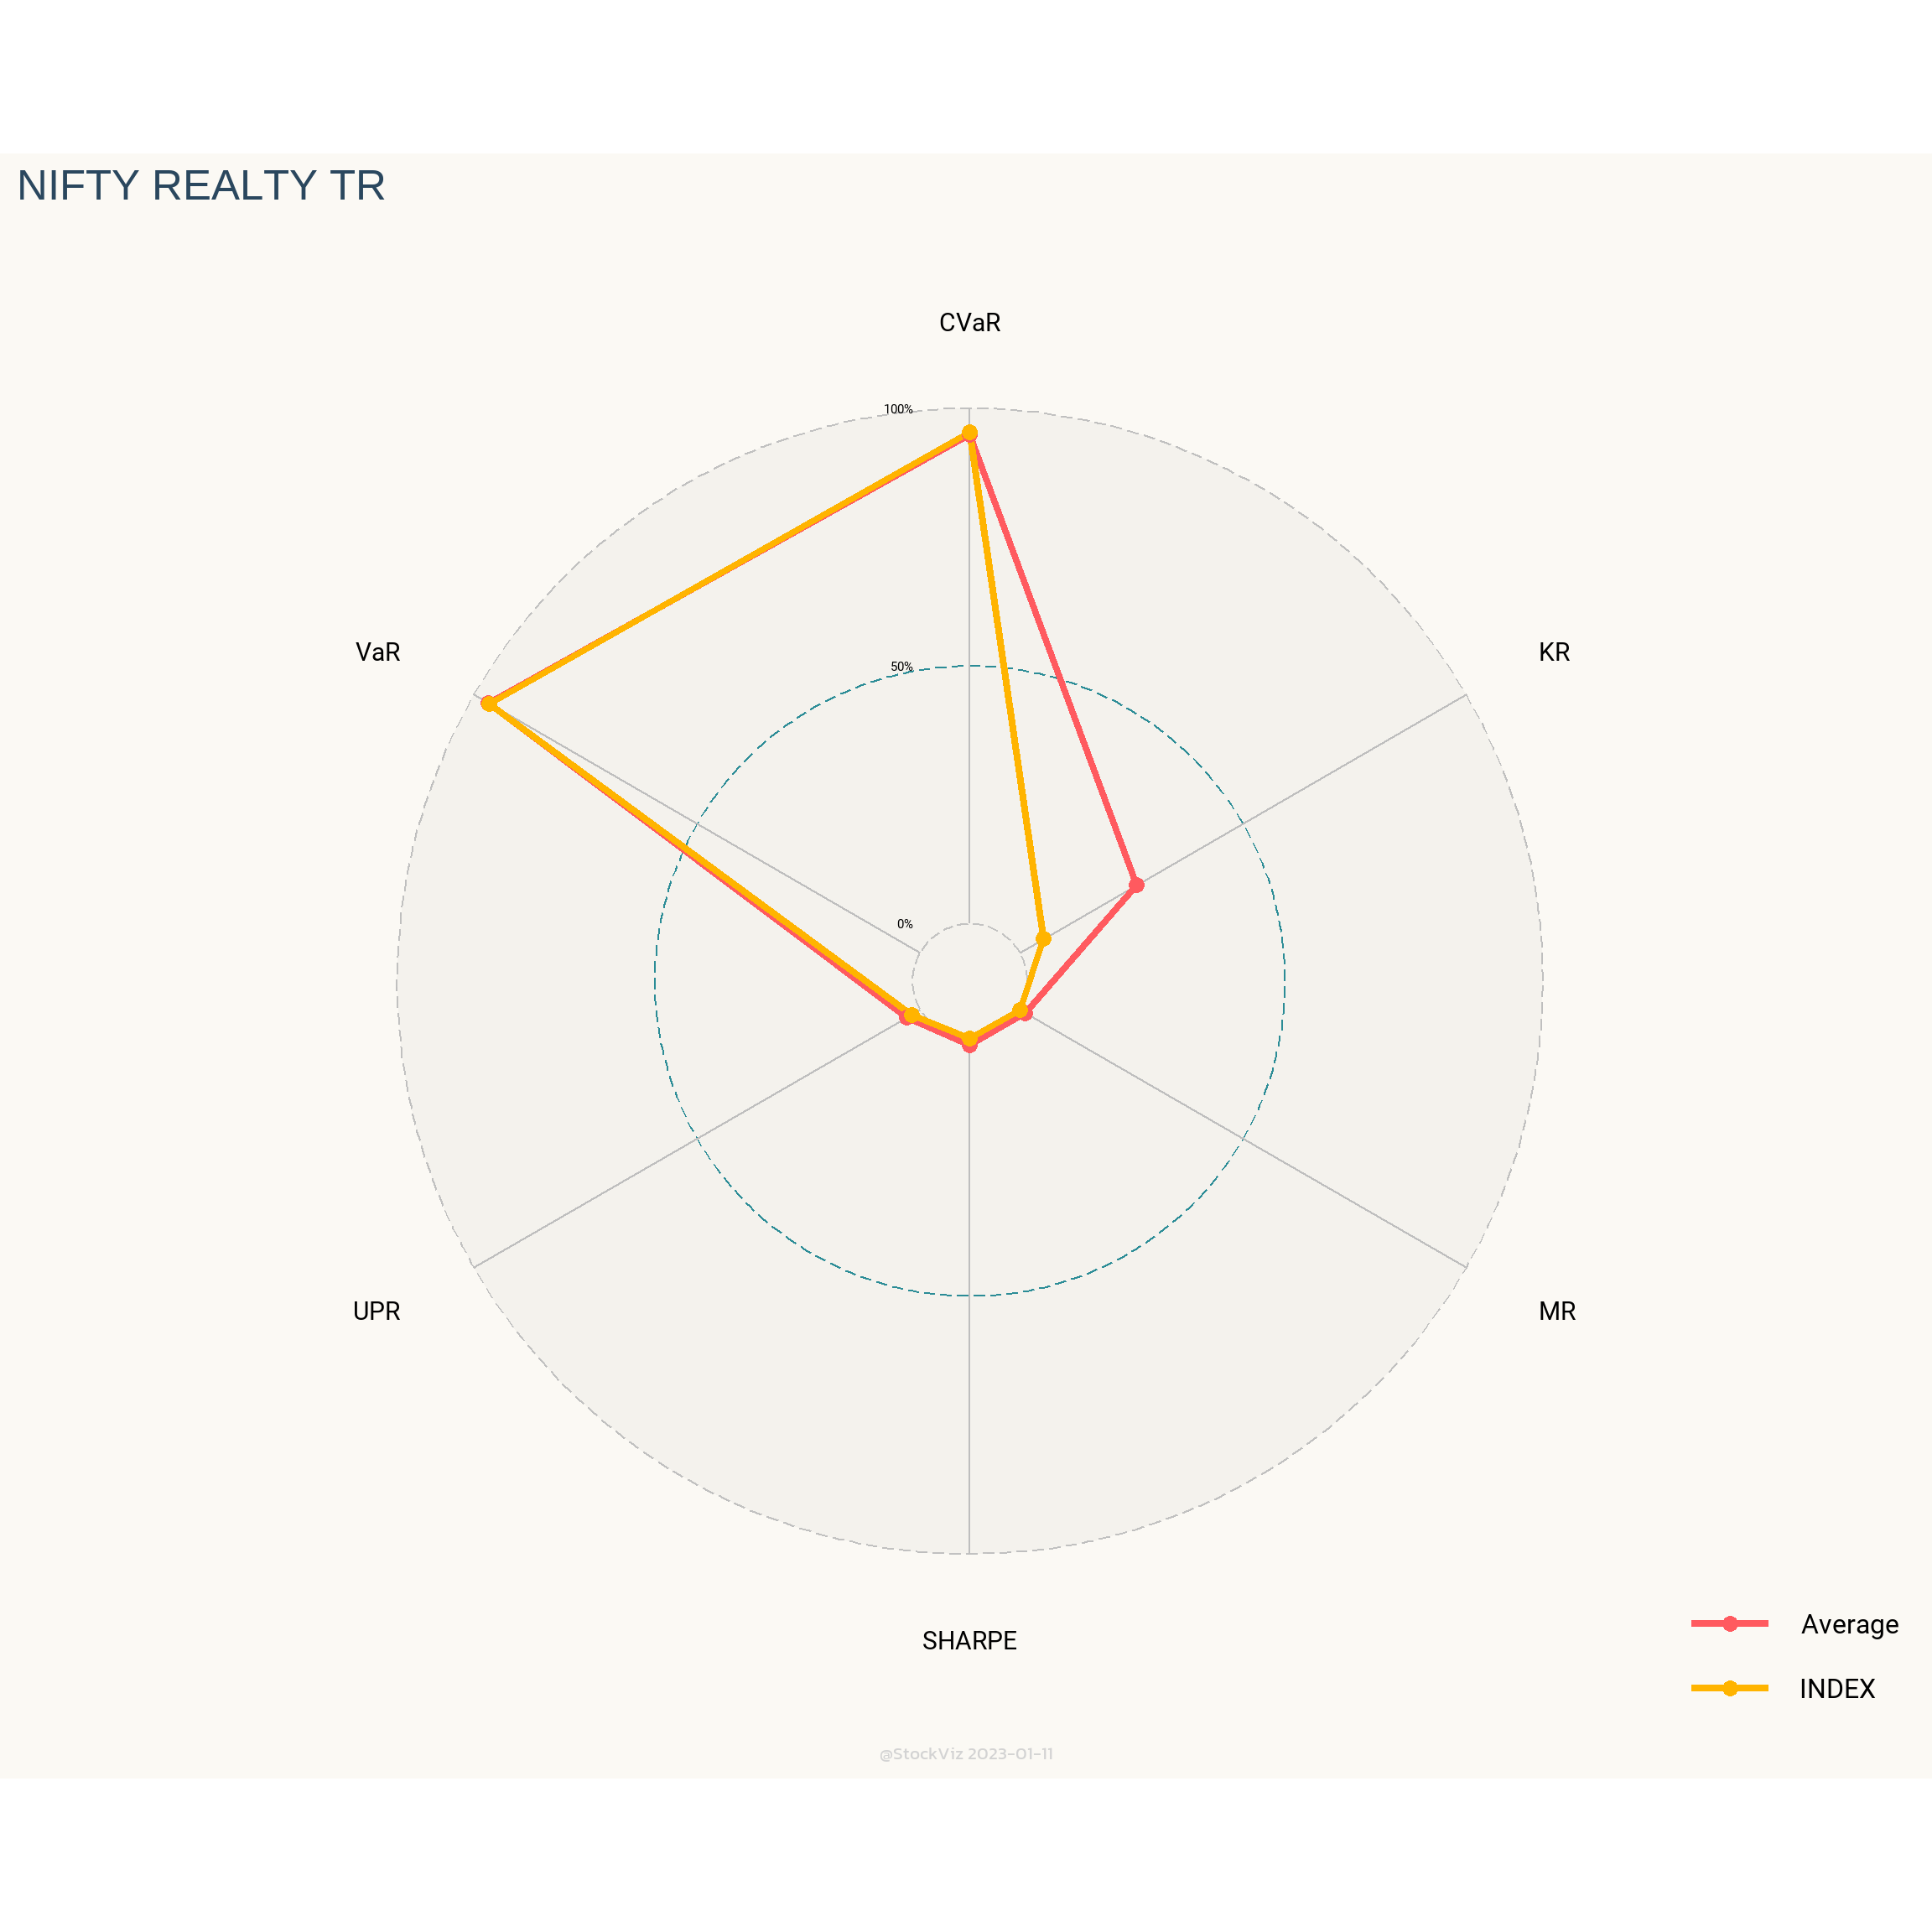 NIFTY REALTY TR
CVaR
100%
VaR
KR
50%
0%
UPR
MR
SHARPE
Average
INDEX
@StockViz 2023-01-11